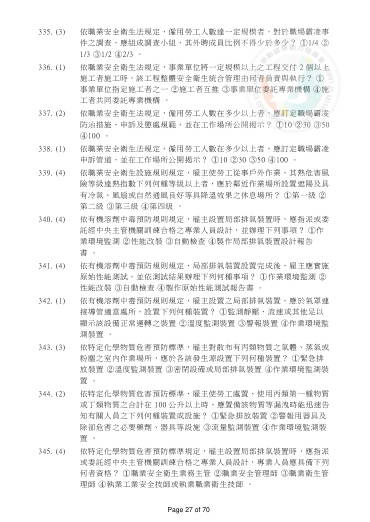 335. (3) 依職業安全衛生法規定，僱用勞工人數達一定規模者，對於職場霸凌事
件之調查，應組成調查小組，其外聘成員比例不得少於多少？ ①1/4 ②
1/3 ③1/2 ④2/3 。
336. (1) 依職業安全衛生法規定，事業單位將一定規模以上之工程交付 2 個以上
施工者施工時，該工程整體安全衛生統合管理由何者負責與執行？ ①
事業單位指定施工者之一 ②施工者互推 ③事業單位委託專業機構 ④施
工者共同委託專業機構 。
337. (2) 依職業安全衛生法規定，僱用勞工人數在多少以上者，應訂定職場霸凌
防治措施、申訴及懲處規範，並在工作場所公開揭示？ ①10 ②30 ③50
④100 。
338. (1) 依職業安全衛生法規定，僱用勞工人數在多少以上者，應訂定職場霸凌
申訴管道，並在工作場所公開揭示？ ①10 ②30 ③50 ④100 。
339. (4) 依職業安全衛生設施規則規定，雇主使勞工從事戶外作業，其熱危害風
險等級達熱指數下列何種等級以上者，應於鄰近作業場所設置遮陽及具
有冷氣、風扇或自然通風良好等具降溫效果之休息場所？ ①第一級 ②
第二級 ③第三級 ④第四級 。
340. (4) 依有機溶劑中毒預防規則規定，雇主設置局部排氣裝置時，應指派或委
託經中央主管機關訓練合格之專業人員設計，並辦理下列事項？ ①作
業環境監測 ②性能改裝 ③自動檢查 ④製作局部排氣裝置設計報告
書 。
341. (4) 依有機溶劑中毒預防規則規定，局部排氣裝置設置完成後，雇主應實施
原始性能測試，並依測試結果辦理下列何種事項？ ①作業環境監測 ②
性能改裝 ③自動檢查 ④製作原始性能測試報告書 。
342. (1) 依有機溶劑中毒預防規則規定，雇主設置之局部排氣裝置，應於氣罩連
接導管適當處所，設置下列何種裝置？ ①監測靜壓、流速或其他足以
顯示該設備正常運轉之裝置 ②溫度監測裝置 ③警報裝置 ④作業環境監
測裝置 。
343. (3) 依特定化學物質危害預防標準，雇主對散布有丙類物質之氣體、蒸氣或
粉塵之室內作業場所，應於各該發生源設置下列何種裝置？ ①緊急排
放裝置 ②溫度監測裝置 ③密閉設備或局部排氣裝置 ④作業環境監測裝
置 。
344. (2) 依特定化學物質危害預防標準，雇主使勞工處置、使用丙類第一種物質
或丁類物質之合計在 100 公升以上時，應置備該物質等漏洩時能迅速告
知有關人員之下列何種裝置或設施？ ①緊急排放裝置 ②警報用器具及
除卻危害之必要藥劑、器具等設施 ③流量監測裝置 ④作業環境監測裝
置 。
345. (4) 依特定化學物質危害預防標準規定，雇主設置局部排氣裝置時，應指派
或委託經中央主管機關訓練合格之專業人員設計，專業人員應具備下列
何者資格？ ①職業安全衛生業務主管 ②職業安全管理師 ③職業衛生管
理師 ④執業工業安全技師或執業職業衛生技師 。
Page 27 of 70